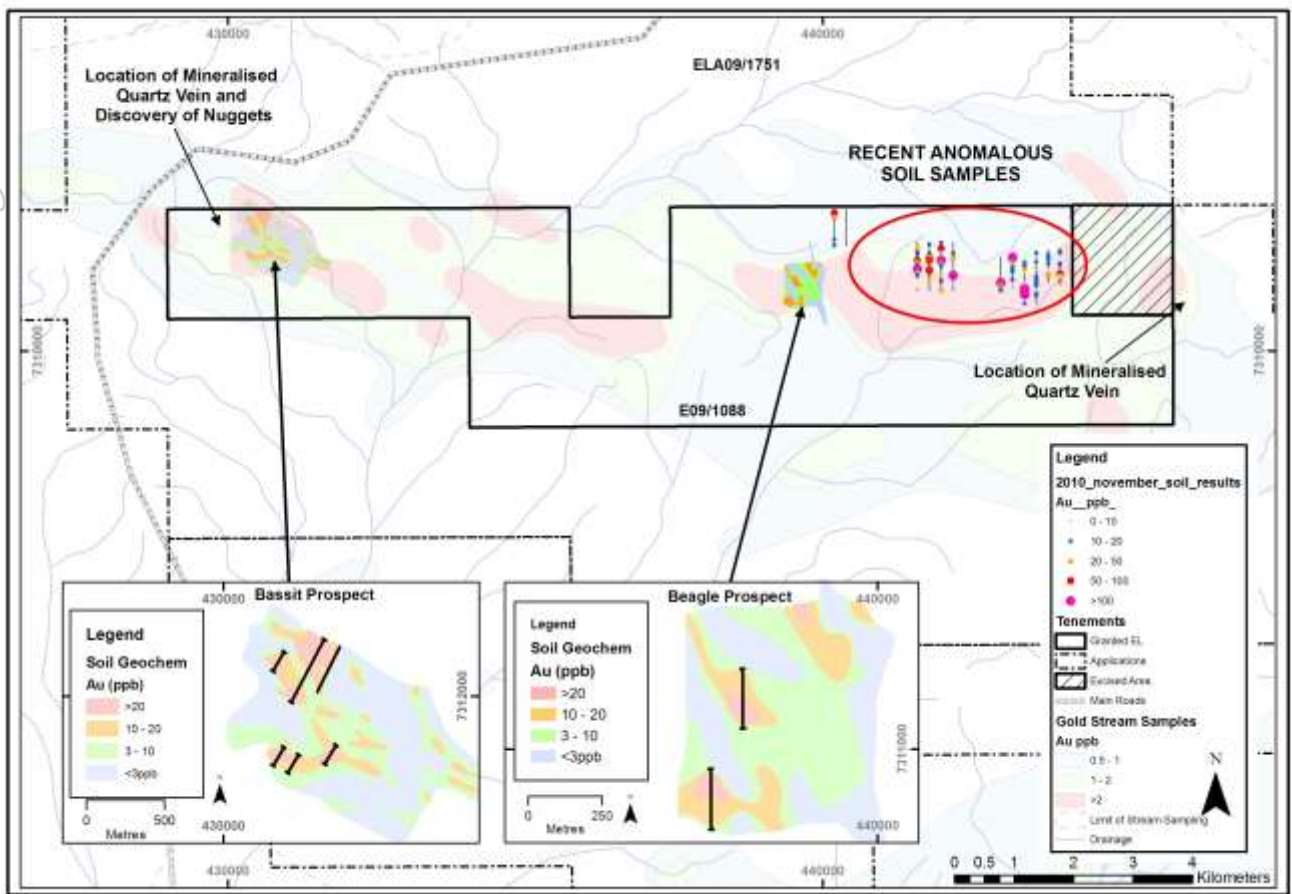 430000
440000
ELA09/1751
Location of Mineralised
Quartz Vein and
Discovery of Nuggets
RECENT ANOMALOUS
SOIL SAMPLES
7310000
7310000
Location of Mineralised
Quartz Vein
E09/1088
430000
Bassit Prospect
Legend
Soil Geochem
Au (ppb)
>20
10 - 20
3 - 10
<3ppb
0 500
Metres
N
7312000
430000
430000
Beagle Prospect
440000
Legend
Soil Geochem
Au (ppb)
>20
10 - 20
3 - 10
<3ppb
0 250
Metres
N
7311000
440000
440000
Legend
2010_november_soil_results
Au__ppb_
0 - 10
10 - 20
20 - 50
50 - 100
>100
Tenements
Granted EL
Applications
Excised Area
Main Roads
Gold Stream Samples
Au ppb
0.5 - 1
1 - 2
>2
Limit of Stream Sampling
Drainage
N
0 0.5 1 2 3 4
Kilometers